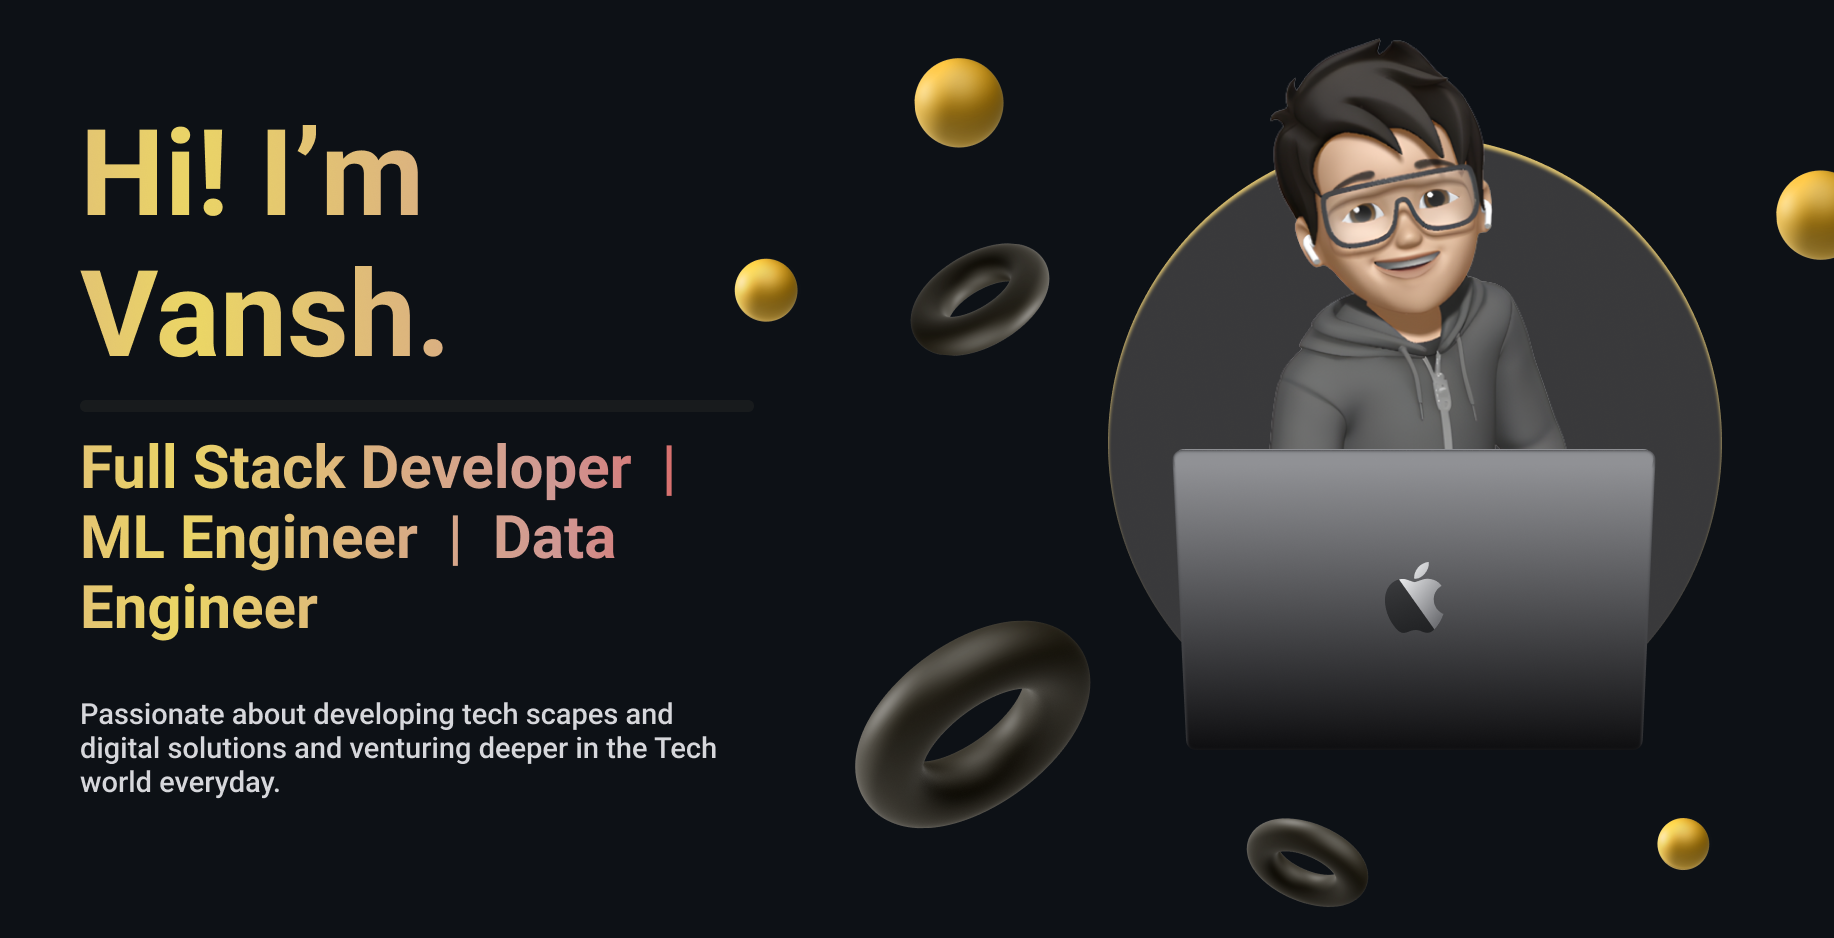 Hi! I’m
Vansh.
Full Stack Developer  |
ML Engineer  |  Data
Engineer
Passionate about developing tech scapes and
digital solutions and venturing deeper in the Tech
world everyday.